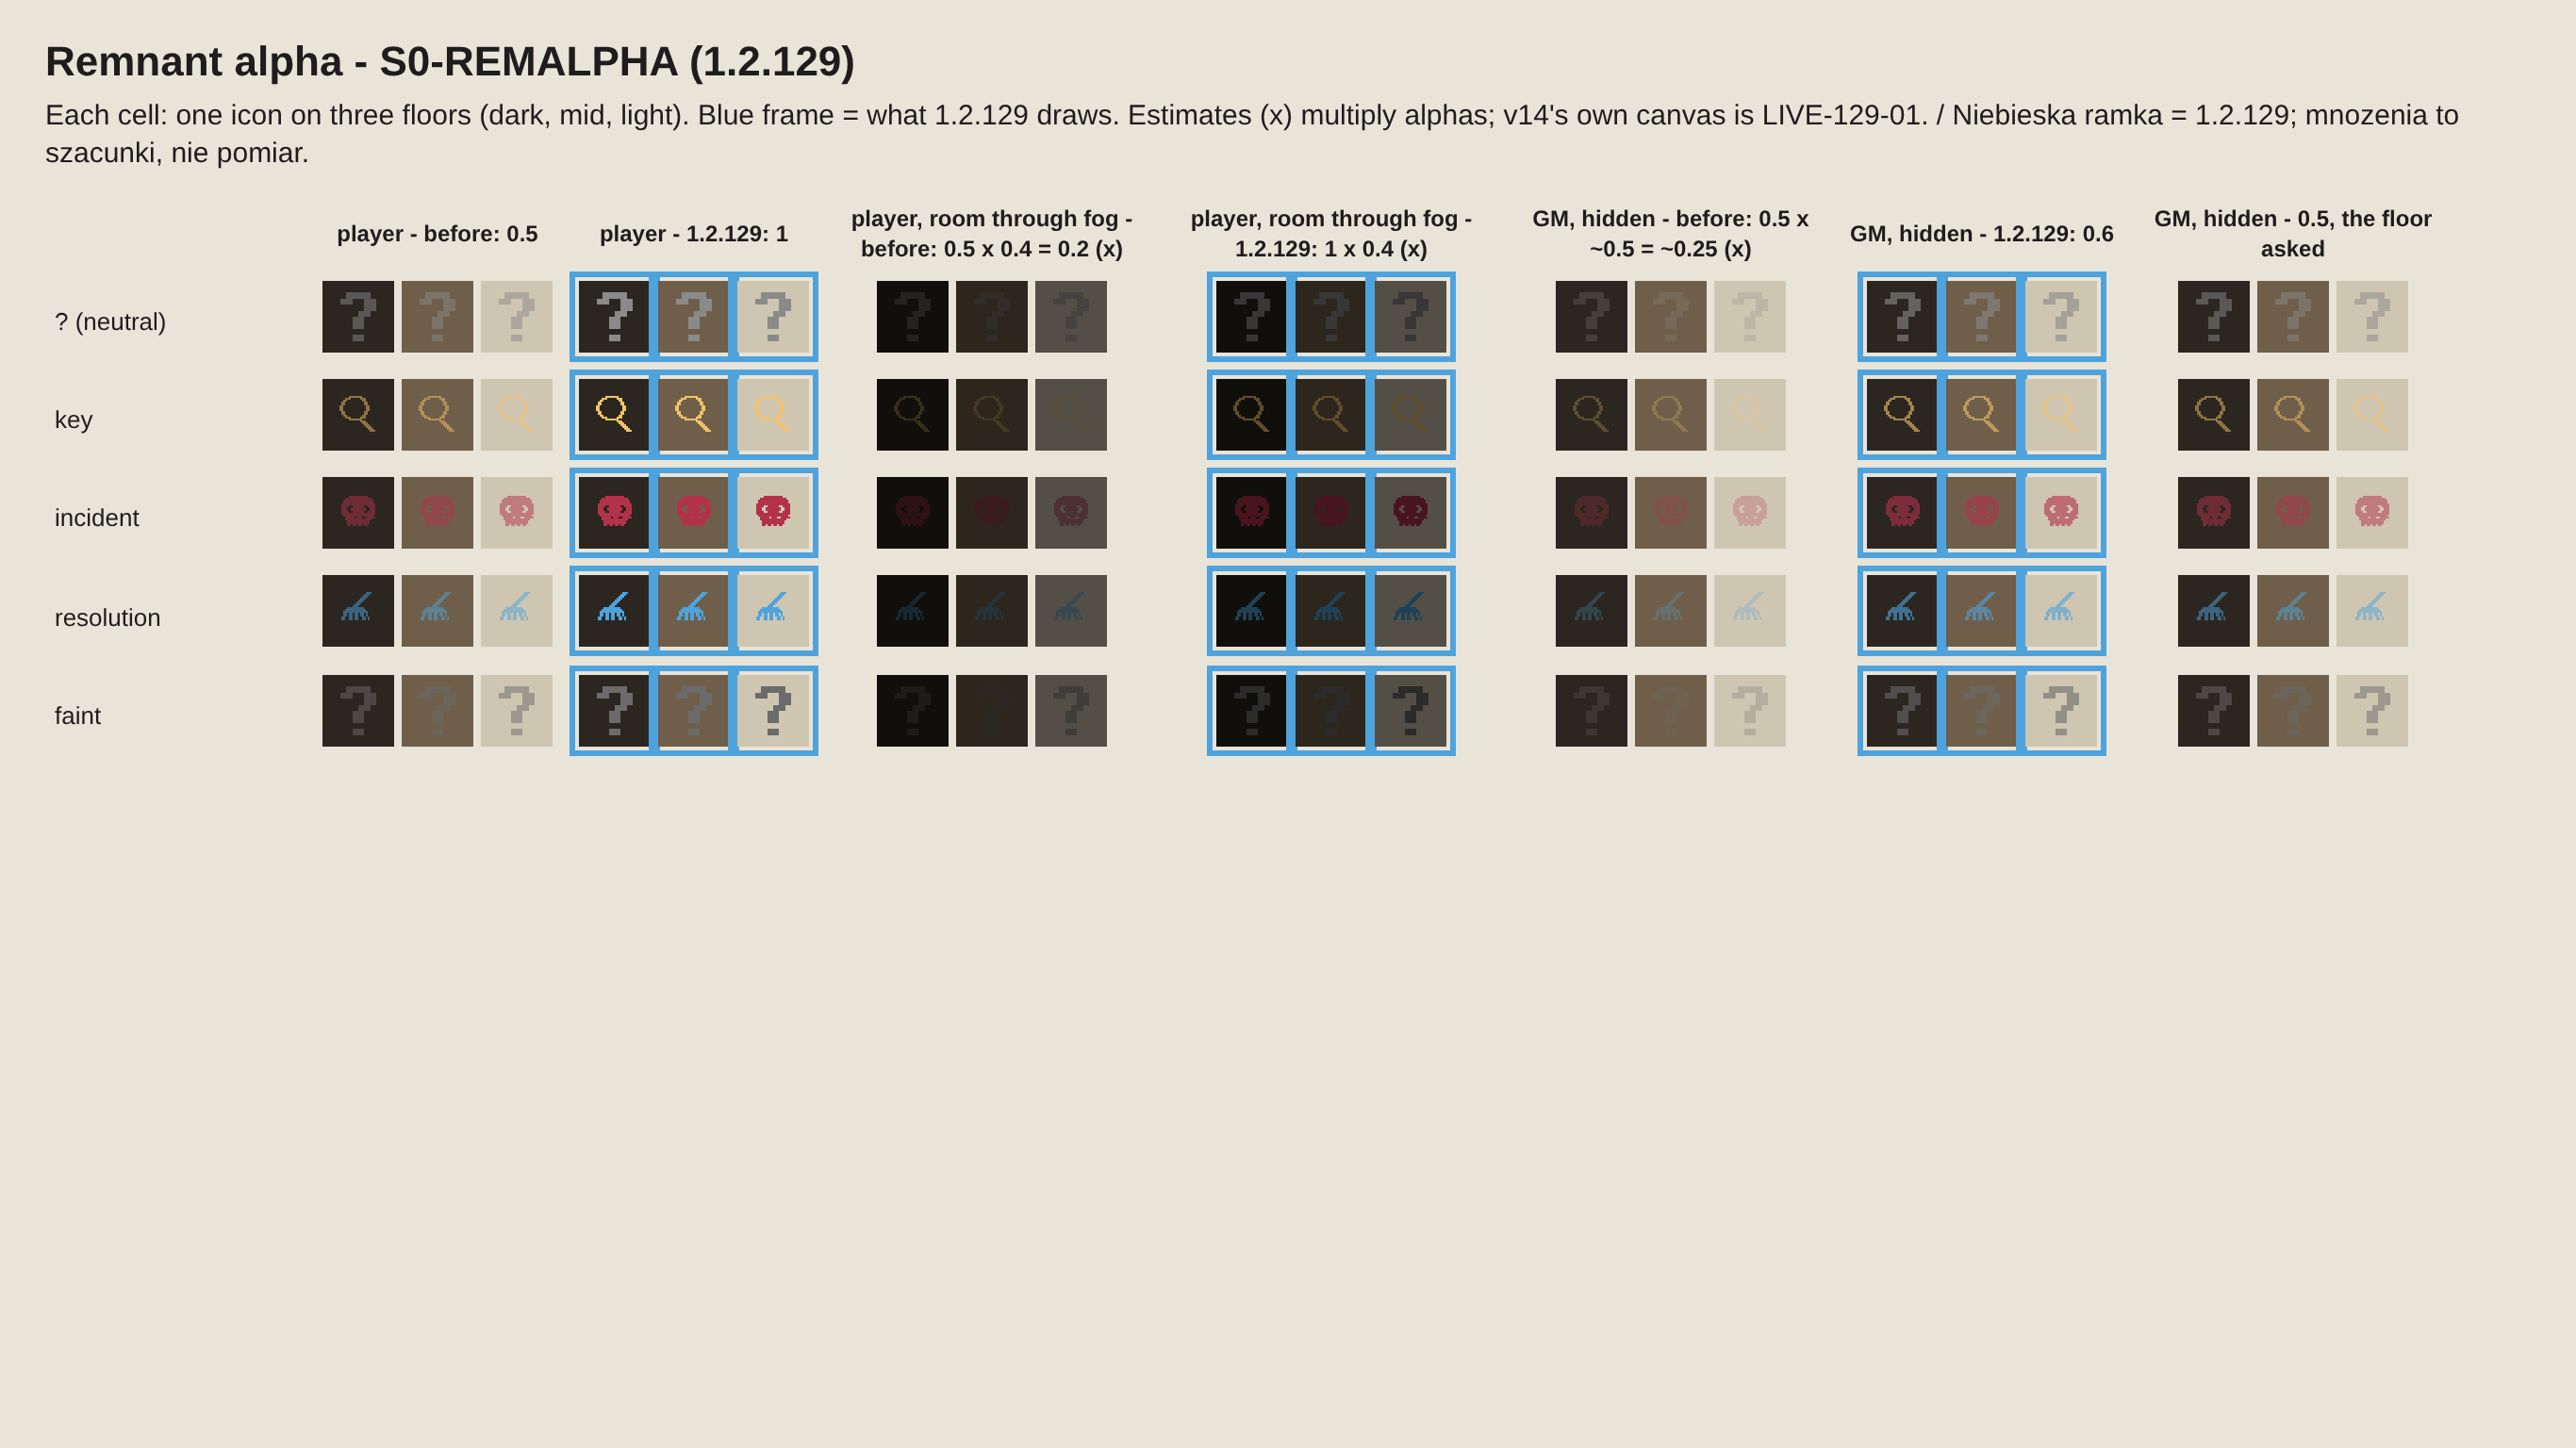 Remnant alpha - S0-REMALPHA (1.2.129)
Each cell: one icon on three floors (dark, mid, light). Blue frame = what 1.2.129 draws. Estimates (x) multiply alphas; v14's own canvas is LIVE-129-01. / Niebieska ramka = 1.2.129; mnozenia to
szacunki, nie pomiar.
player - before: 0.5
player - 1.2.129: 1
player, room through fog -
before: 0.5 x 0.4 = 0.2 (x)
player, room through fog -
1.2.129: 1 x 0.4 (x)
GM, hidden - before: 0.5 x
~0.5 = ~0.25 (x)
GM, hidden - 1.2.129: 0.6
GM, hidden - 0.5, the floor
asked
? (neutral)
key
incident
resolution
faint